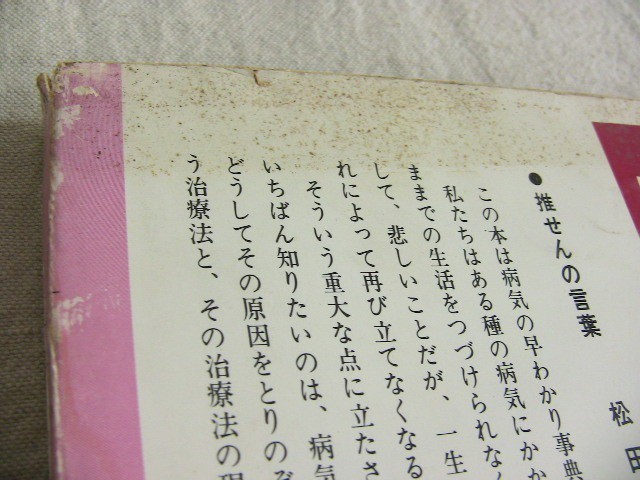 ●推せんの言葉
松田
この本は病気の早わかり事典
私たちはある種の病気にかか
ままでの生活をつづけられなく
して、悲しいことだが、一生
れによって再び立てなくなる
そういう重大な点に立たさ
いちばん知りたいのは、病気
どうしてその原因をとりのぞ
う治療法と、その治療法の現